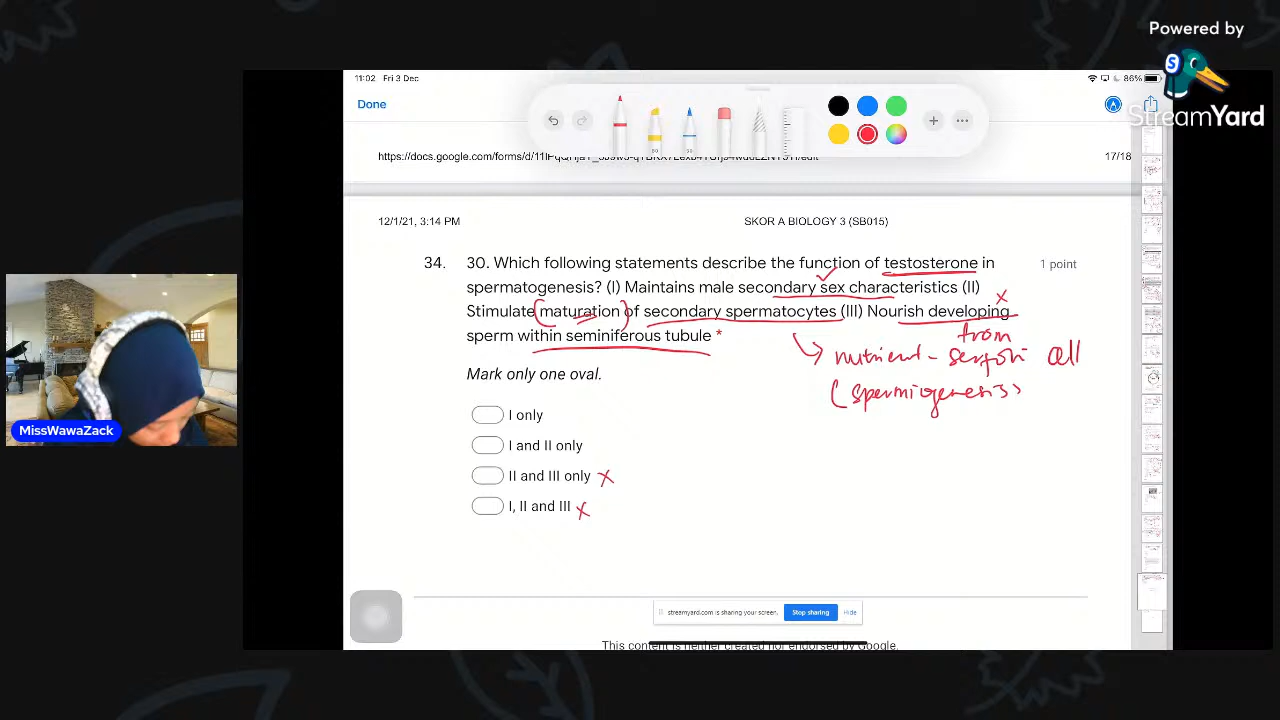 Powered by
StreamYard
11:02 Fri 3 Dec
86%
Done
17/18
12/1/21, 3:14 PM
SKOR A BIOLOGY 3 (SB015)
34. 30. Which following statements describe the function of testosterone in
1 point
spermatogenesis? (I) Maintains male secondary sex characteristics (II)
Stimulate (maturation) of secondary spermatocytes (III) Nourish developing
sperm within seminiferous tubule *
from
nutrient - sertoli cell
(spermiogenesis)
Mark only one oval.
I only
I and II only
II and III only x
I, II and III x
MissWawaZack
streamyard.com is sharing your screen.
Stop sharing
Hide
This content is neither created nor endorsed by Google.